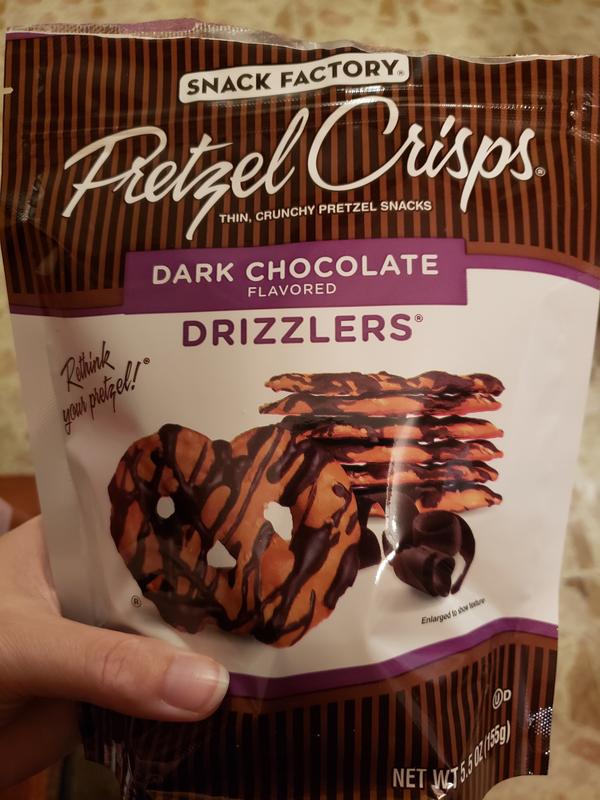 SNACK FACTORY®
Pretzel Crisps®
THIN, CRUNCHY PRETZEL SNACKS
DARK CHOCOLATE
FLAVORED
DRIZZLERS®
Rethink
your pretzel!®
®
Enlarged to show texture
U D
NET WT 5.5 OZ (155g)